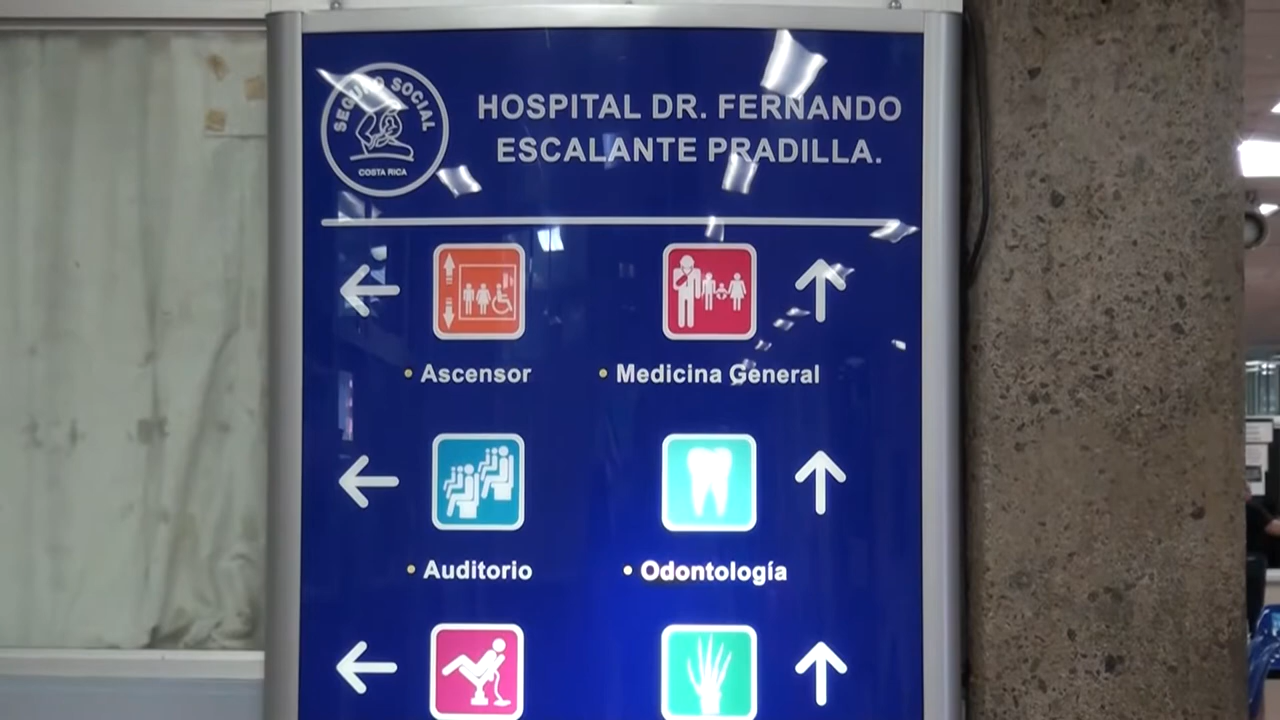 SEGURO SOCIAL
COSTA RICA
HOSPITAL DR. FERNANDO
ESCALANTE PRADILLA.
• Ascensor
• Medicina General
• Auditorio
• Odontología